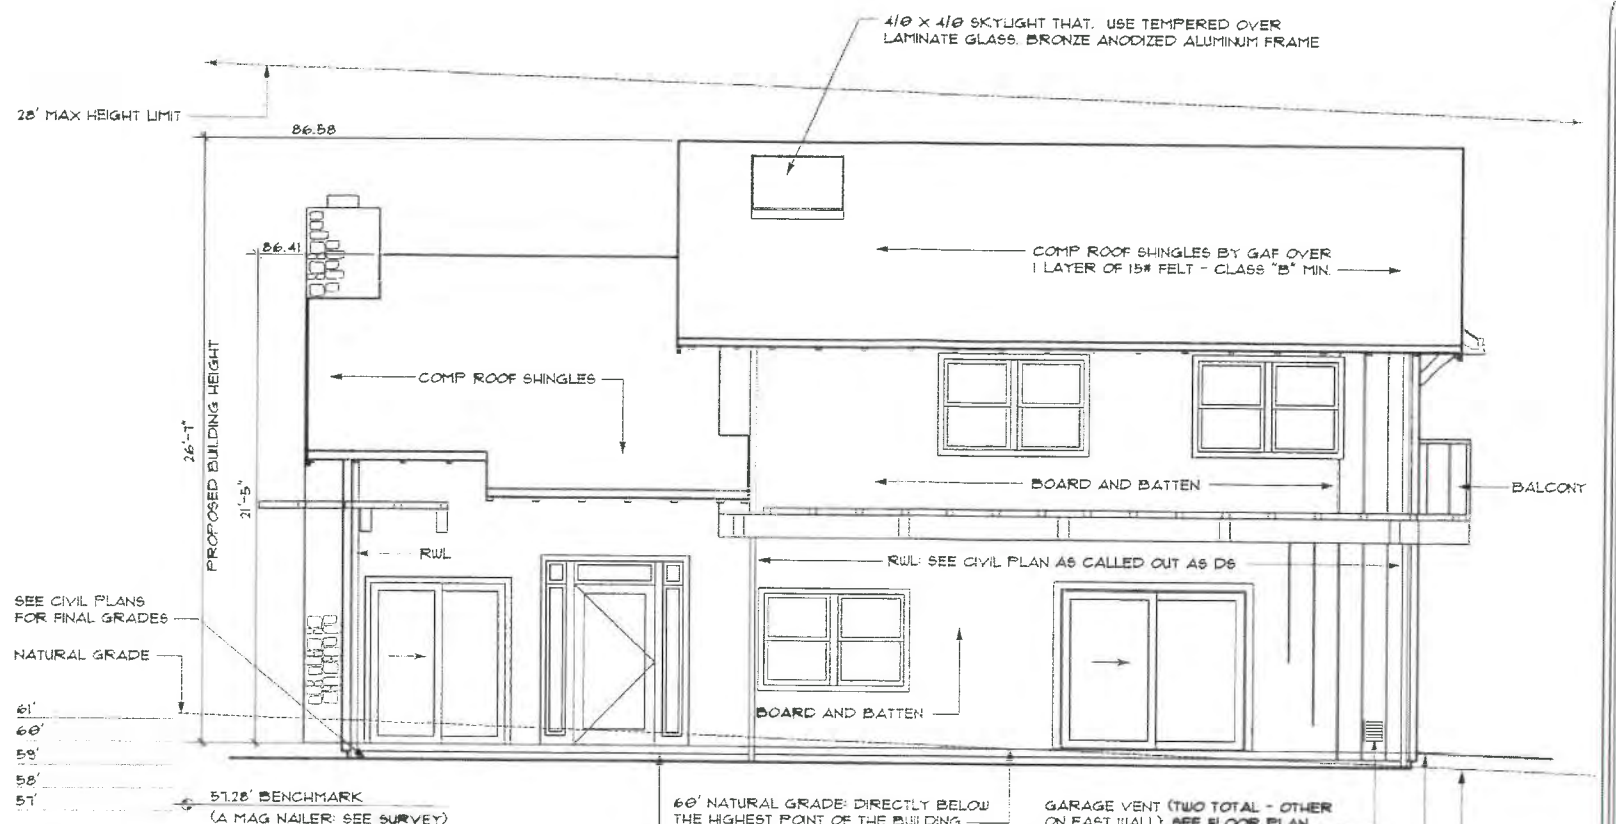 4/0 X 4/0 SKYLIGHT THAT. USE TEMPERED OVER
LAMINATE GLASS. BRONZE ANODIZED ALUMINUM FRAME
28' MAX HEIGHT LIMIT
86.58
86.41
COMP ROOF SHINGLES BY GAF OVER
1 LAYER OF 15# FELT - CLASS "B" MIN.
COMP ROOF SHINGLES
26'-7"
PROPOSED BUILDING HEIGHT
21'-5"
BOARD AND BATTEN
BALCONY
RWL
RWL: SEE CIVIL PLAN AS CALLED OUT AS DS
SEE CIVIL PLANS
FOR FINAL GRADES
NATURAL GRADE
BOARD AND BATTEN
61'
60'
59'
58'
57'
57.28' BENCHMARK
(A MAG NAILER: SEE SURVEY)
60' NATURAL GRADE: DIRECTLY BELOW
THE HIGHEST POINT OF THE BUILDING
GARAGE VENT (TWO TOTAL - OTHER
ON EAST WALL) SEE FLOOR PLAN